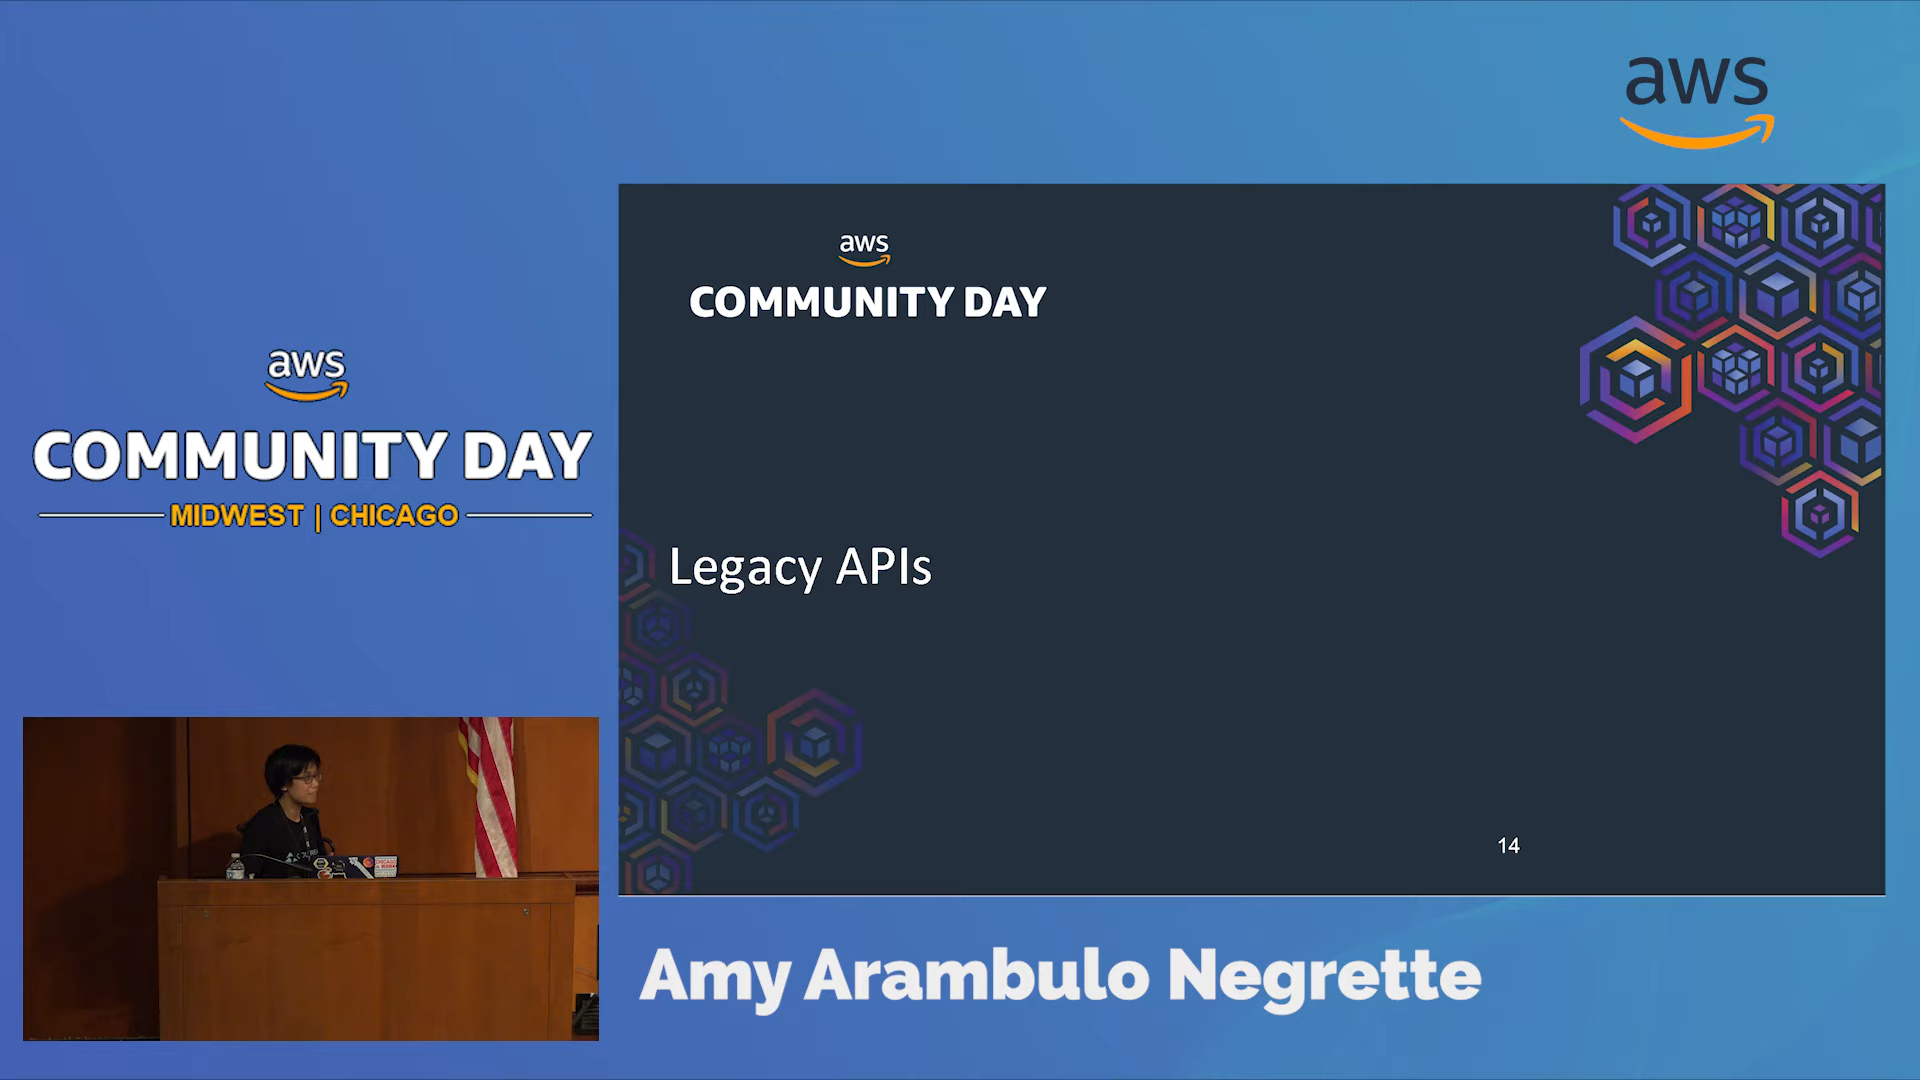 aws
aws
COMMUNITY DAY
aws
COMMUNITY DAY
MIDWEST | CHICAGO
Legacy APIs
14
Amy Arambulo Negrette